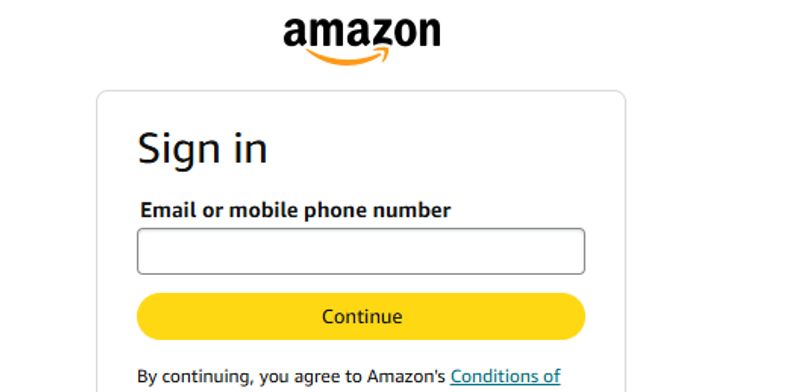 amazon
Sign in
Email or mobile phone number
Continue
By continuing, you agree to Amazon's Conditions of